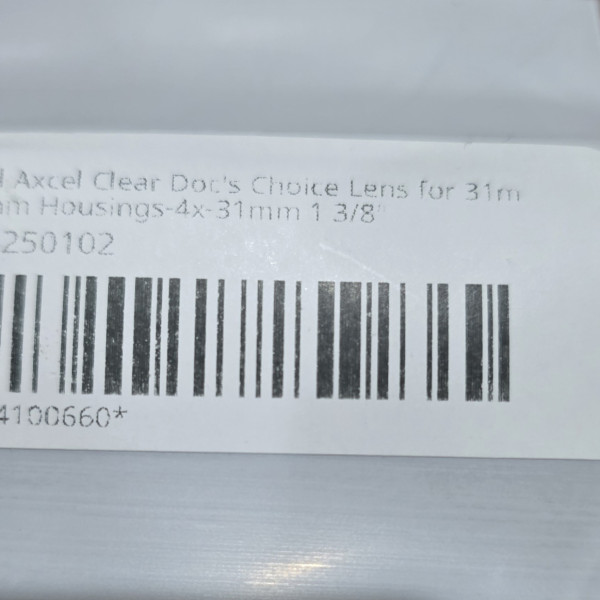 Axcel Clear Doc's Choice Lens for 31m
m Housings-4x-31mm 1 3/8"
250102
4100660*